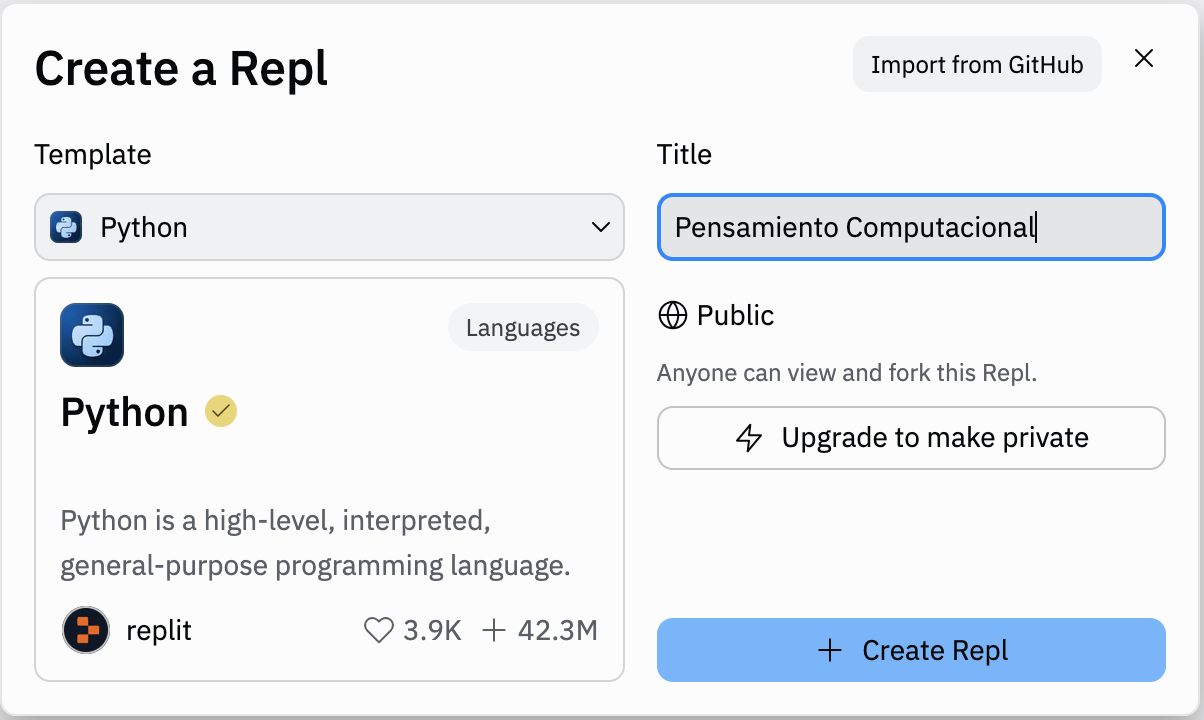 Create a Repl
Import from GitHub
Template
Python
Languages
Python
Python is a high-level, interpreted,
general-purpose programming language.
replit
3.9K
42.3M
Title
Pensamiento Computacional
Public
Anyone can view and fork this Repl.
Upgrade to make private
+ Create Repl